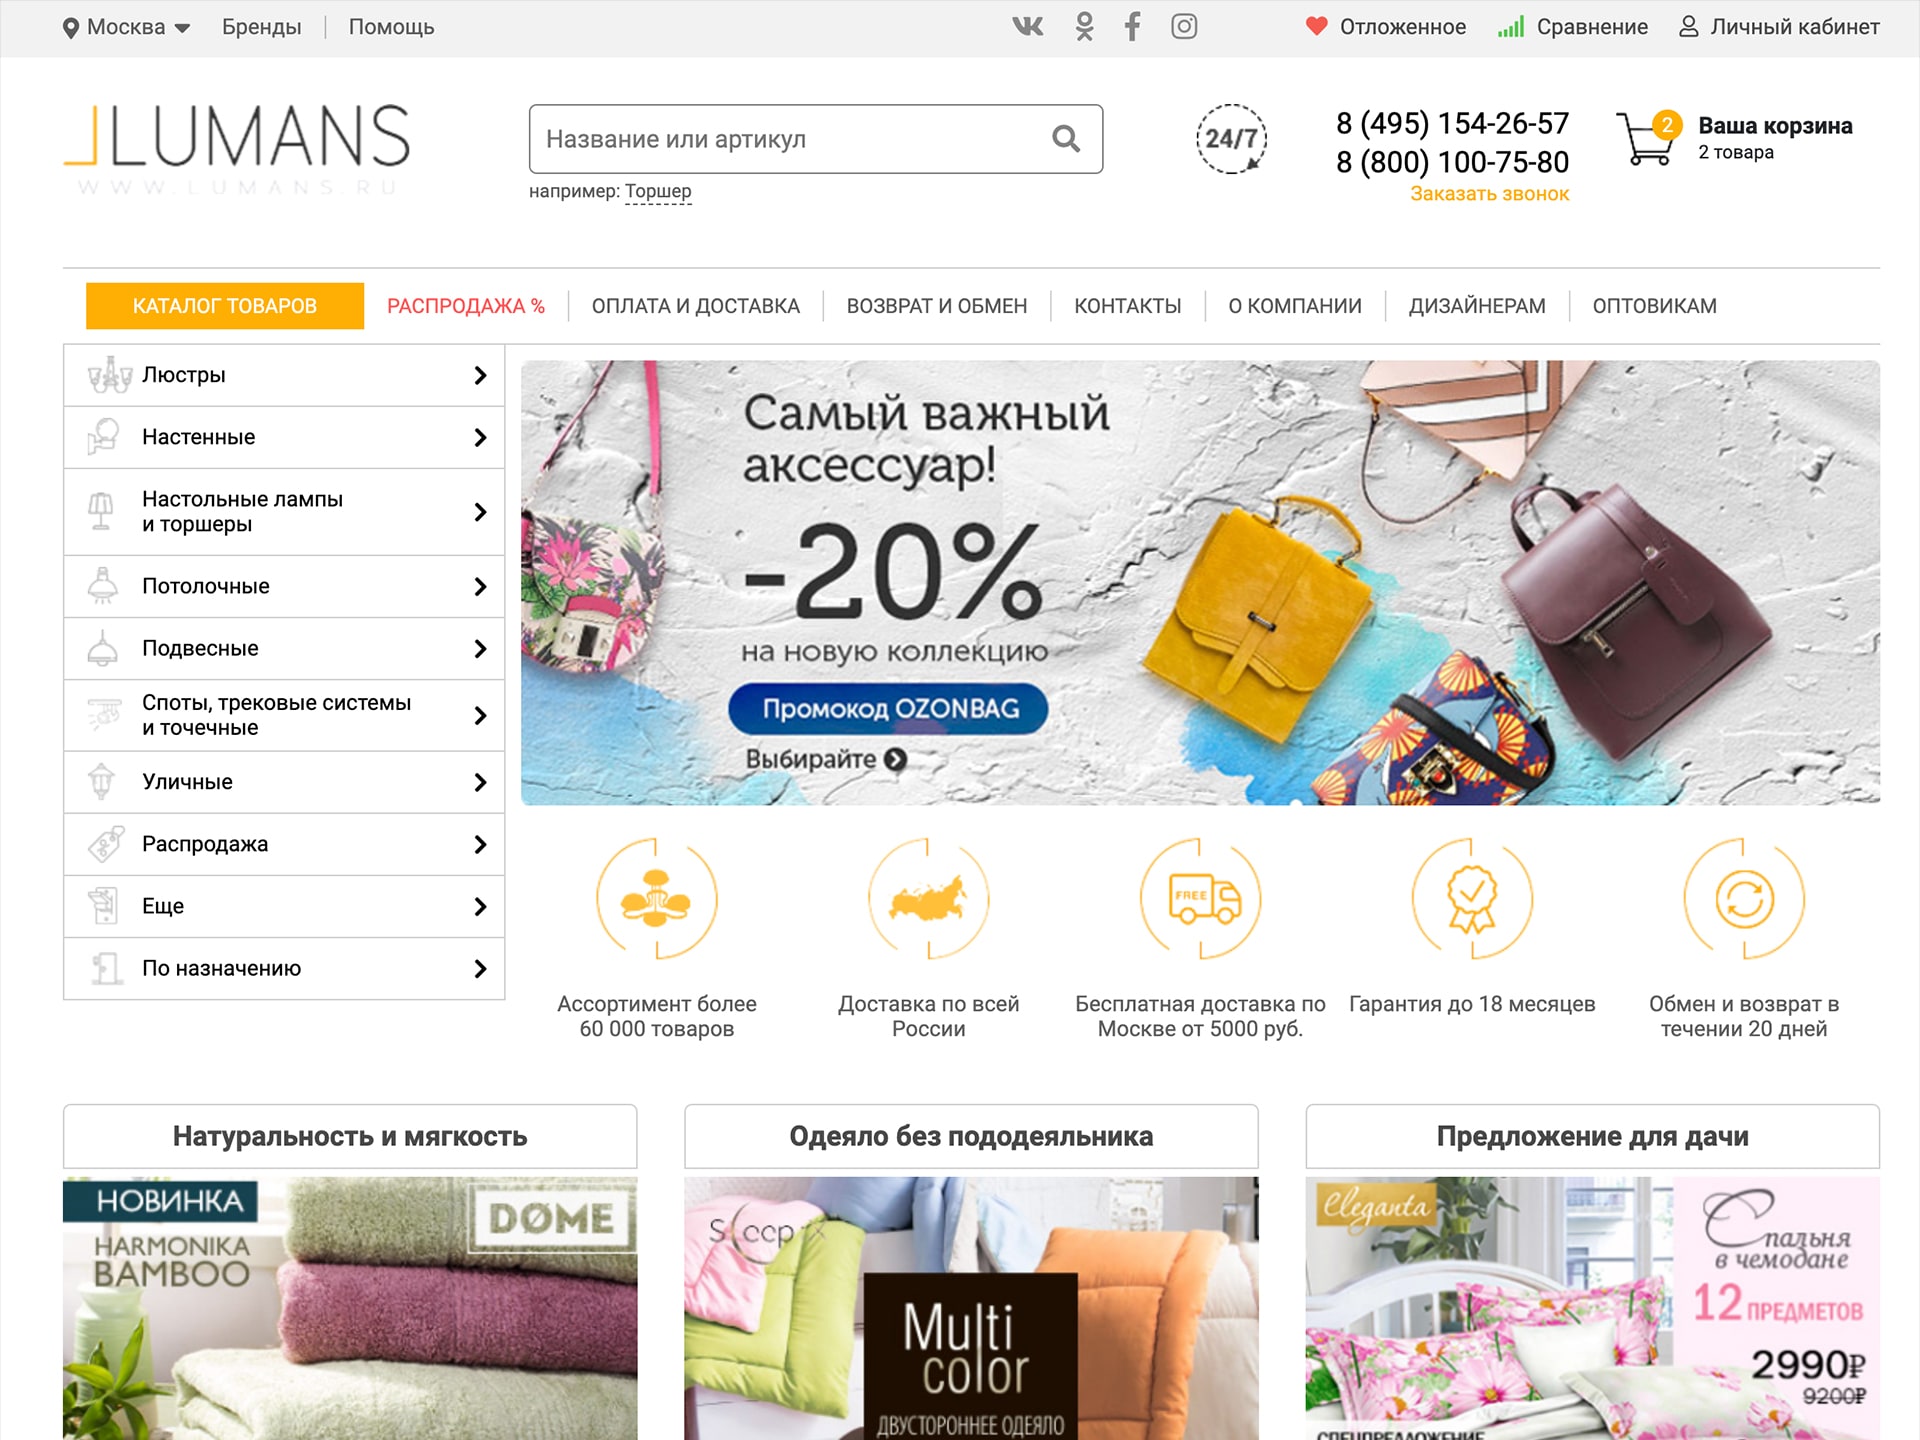 Москва
Бренды
Помощь
Отложенное
Сравнение
Личный кабинет
LUMANS
WWW.LUMANS.RU
Название или артикул
например: Торшер
24/7
8 (495) 154-26-57
8 (800) 100-75-80
Заказать звонок
2
Ваша корзина
2 товара
КАТАЛОГ ТОВАРОВ
РАСПРОДАЖА %
ОПЛАТА И ДОСТАВКА
ВОЗВРАТ И ОБМЕН
КОНТАКТЫ
О КОМПАНИИ
ДИЗАЙНЕРАМ
ОПТОВИКАМ
Люстры
Настенные
Настольные лампы
и торшеры
Потолочные
Подвесные
Споты, трековые системы
и точечные
Уличные
Распродажа
Еще
По назначению
Самый важный
аксессуар!
-20%
на новую коллекцию
Промокод OZONBAG
Выбирайте
FREE
Ассортимент более
60 000 товаров
Доставка по всей
России
Бесплатная доставка по
Москве от 5000 руб.
Гарантия до 18 месяцев
Обмен и возврат в
течении 20 дней
Натуральность и мягкость
НОВИНКА
HARMONIKA
BAMBOO
DØME
Одеяло без пододеяльника
Multi
color
ДВУСТОРОННЕЕ ОДЕЯЛО
Предложение для дачи
Eleganta
Спальня
в чемодане
12 ПРЕДМЕТОВ
2990₽
9200₽
СПЕЦПРЕДЛОЖЕНИЕ